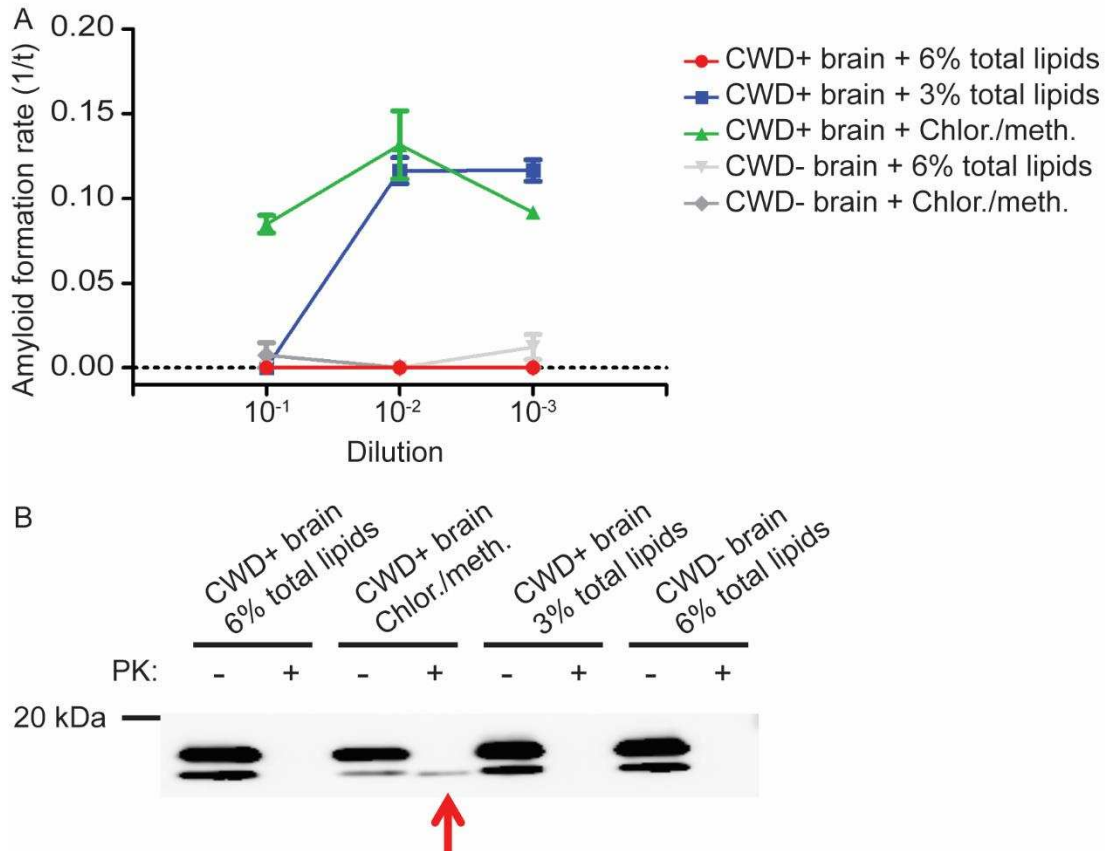 A
Amyloid formation rate (1/t)
0.20
0.15
0.10
0.05
0.00
10-1
10-2
10-3
Dilution
CWD+ brain + 6% total lipids
CWD+ brain + 3% total lipids
CWD+ brain + Chlor./meth.
CWD- brain + 6% total lipids
CWD- brain + Chlor./meth.
B
CWD+ brain
6% total lipids
CWD+ brain
Chlor./meth.
CWD+ brain
3% total lipids
CWD- brain
6% total lipids
PK: - + - + - + - +
20 kDa